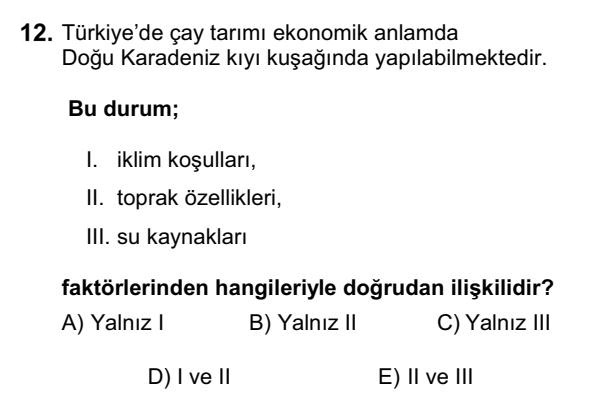 12. Türkiye’de çay tarımı ekonomik anlamda
Doğu Karadeniz kıyı kuşağında yapılabilmektedir.
Bu durum;
I. iklim koşulları,
II. toprak özellikleri,
III. su kaynakları
faktörlerinden hangileriyle doğrudan ilişkilidir?
A) Yalnız I B) Yalnız II C) Yalnız III
D) I ve II E) II ve III